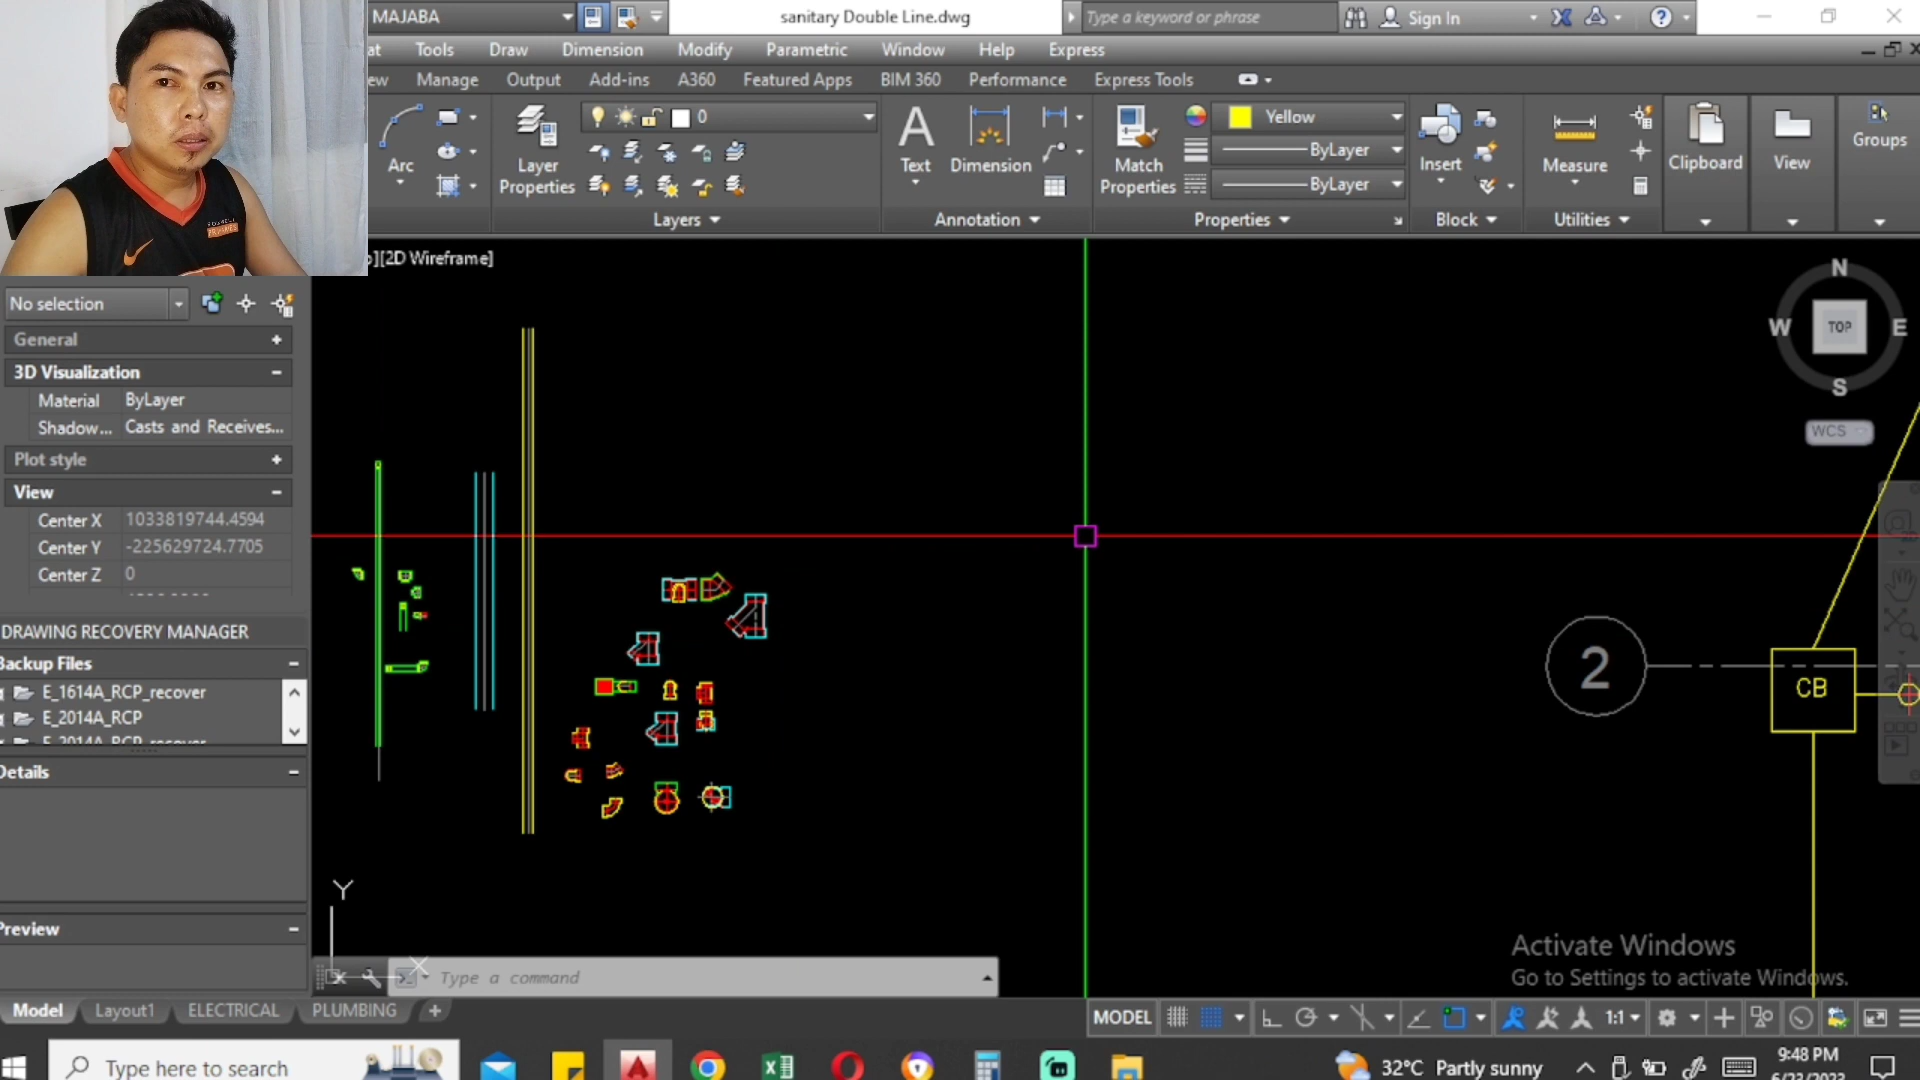 MAJABA
sanitary Double Line.dwg
Type a keyword or phrase
Sign In
at Tools Draw Dimension Modify Parametric Window Help Express
ew Manage Output Add-ins A360 Featured Apps BIM 360 Performance Express Tools
Arc
Layer
Properties
0
Text
Dimension
Match
Properties
Yellow
ByLayer
ByLayer
Insert
Measure
Clipboard
View
Groups
Layers
Annotation
Properties
Block
Utilities
][2D Wireframe]
No selection
General
3D Visualization
Material ByLayer
Shadow... Casts and Receives...
Plot style
View
Center X 1033819744.4594
Center Y -225629724.7705
Center Z 0
DRAWING RECOVERY MANAGER
Backup Files
E_1614A_RCP_recover
E_2014A_RCP
E_2014A_RCP_recover
Details
Preview
N
W TOP E
S
WCS
2
CB
Y
X
Type a command
Activate Windows
Go to Settings to activate Windows.
Model Layout1 ELECTRICAL PLUMBING +
MODEL
1:1
Type here to search
32°C Partly sunny
9:48 PM
6/23/2023